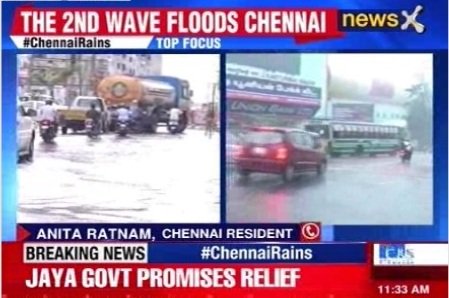 THE 2ND WAVE FLOODS CHENNAI
newsX
#ChennaiRains
TOP FOCUS
UNION BANK
ANITA RATNAM, CHENNAI RESIDENT
BREAKING NEWS
#ChennaiRains
JAYA GOVT PROMISES RELIEF
11:33 AM